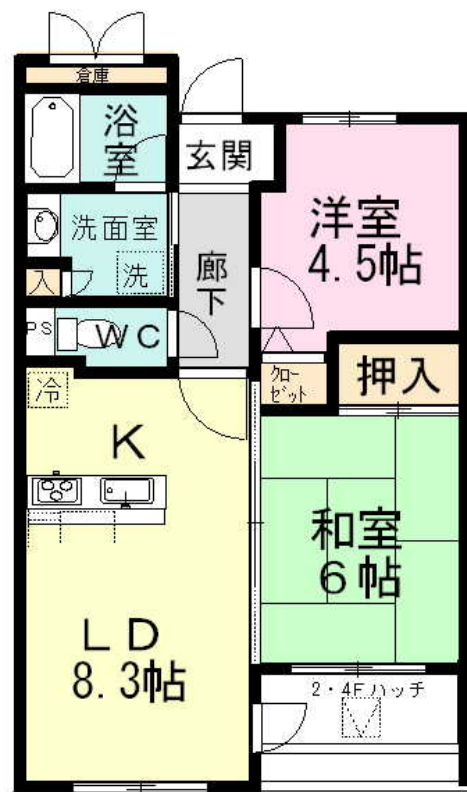 倉庫
浴室
玄関
洋室
4.5帖
洗面室
洗
入
廊下
PS
WC
クローゼット
押入
冷
K
和室
6帖
LD
8.3帖
2・4Fハッチ